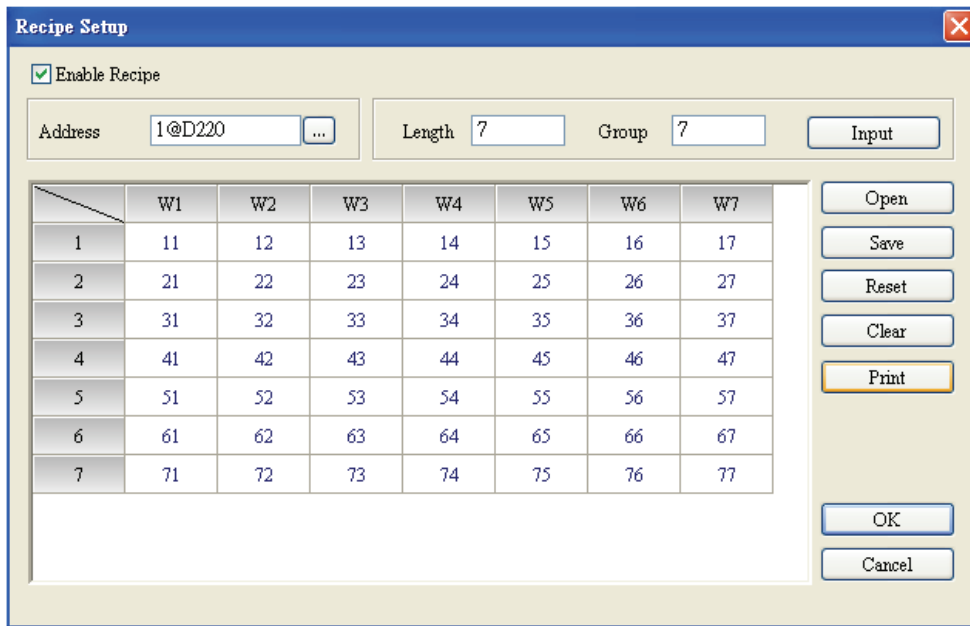 Recipe Setup
Enable Recipe
Address 1@D220 ... Length 7 Group 7 Input
W1 W2 W3 W4 W5 W6 W7
1 11 12 13 14 15 16 17
2 21 22 23 24 25 26 27
3 31 32 33 34 35 36 37
4 41 42 43 44 45 46 47
5 51 52 53 54 55 56 57
6 61 62 63 64 65 66 67
7 71 72 73 74 75 76 77
Open
Save
Reset
Clear
Print
OK
Cancel